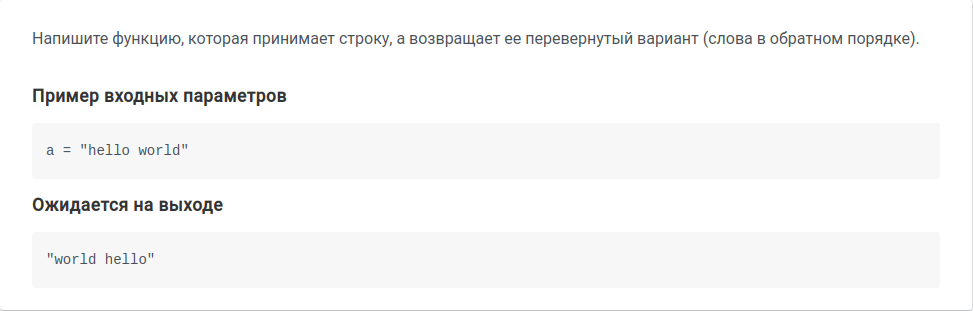 Напишите функцию, которая принимает строку, а возвращает ее перевернутый вариант (слова в обратном порядке).
Пример входных параметров
a = "hello world"
Ожидается на выходе
"world hello"